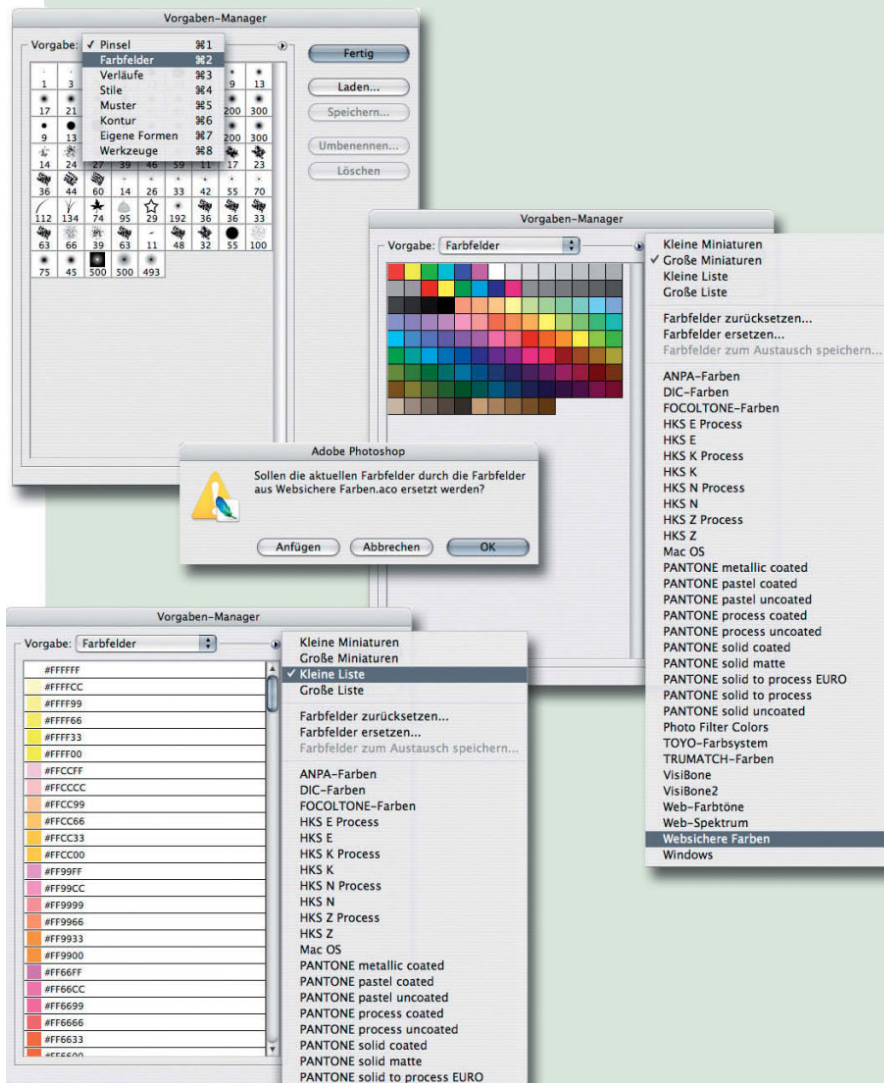 Vorgaben-Manager
Vorgabe:
✓ Pinsel ⌘1
Farbfelder ⌘2
Verläufe ⌘3
Stile ⌘4
Muster ⌘5
Kontur ⌘6
Eigene Formen ⌘7
Werkzeuge ⌘8
Fertig
Laden...
Speichern...
Umbenennen...
Löschen
1 3 9 13
17 21 200 300
9 13 200 300
14 24 27 39 46 59 11 17 23
36 44 60 14 26 33 42 55 70
112 134 74 95 29 192 36 36 33
63 66 39 63 11 48 32 55 100
75 45 500 500 493
Vorgaben-Manager
Vorgabe: Farbfelder
Kleine Miniaturen
✓ Große Miniaturen
Kleine Liste
Große Liste
Farbfelder zurücksetzen...
Farbfelder ersetzen...
Farbfelder zum Austausch speichern...
ANPA-Farben
DIC-Farben
FOCOLTONE-Farben
HKS E Process
HKS E
HKS K Process
HKS K
HKS N Process
HKS N
HKS Z Process
HKS Z
Mac OS
PANTONE metallic coated
PANTONE pastel coated
PANTONE pastel uncoated
PANTONE process coated
PANTONE process uncoated
PANTONE solid coated
PANTONE solid matte
PANTONE solid to process EURO
PANTONE solid to process
PANTONE solid uncoated
Photo Filter Colors
TOYO-Farbsystem
TRUMATCH-Farben
VisiBone
VisiBone2
Web-Farbtöne
Web-Spektrum
Websichere Farben
Windows
Adobe Photoshop
Sollen die aktuellen Farbfelder durch die Farbfelder
aus Websichere Farben.aco ersetzt werden?
Anfügen Abbrechen OK
Vorgaben-Manager
Vorgabe: Farbfelder
#FFFFFF
#FFFFCC
#FFFF99
#FFFF66
#FFFF33
#FFFF00
#FFCCFF
#FFCCCC
#FFCC99
#FFCC66
#FFCC33
#FFCC00
#FF99FF
#FF99CC
#FF9999
#FF9966
#FF9933
#FF9900
#FF66FF
#FF66CC
#FF6699
#FF6666
#FF6633
#FF6600
Kleine Miniaturen
Große Miniaturen
✓ Kleine Liste
Große Liste
Farbfelder zurücksetzen...
Farbfelder ersetzen...
Farbfelder zum Austausch speichern...
ANPA-Farben
DIC-Farben
FOCOLTONE-Farben
HKS E Process
HKS E
HKS K Process
HKS K
HKS N Process
HKS N
HKS Z Process
HKS Z
Mac OS
PANTONE metallic coated
PANTONE pastel coated
PANTONE pastel uncoated
PANTONE process coated
PANTONE process uncoated
PANTONE solid coated
PANTONE solid matte
PANTONE solid to process EURO